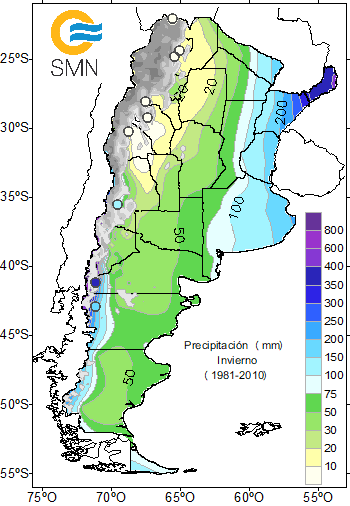 SMN
25°S
30°S
35°S
40°S
45°S
50°S
55°S
20
200
100
50
50
Precipitación ( mm)
Invierno
( 1981-2010)
800
600
400
350
300
250
200
150
100
75
50
30
20
10
75°O 70°O 65°O 60°O 55°O